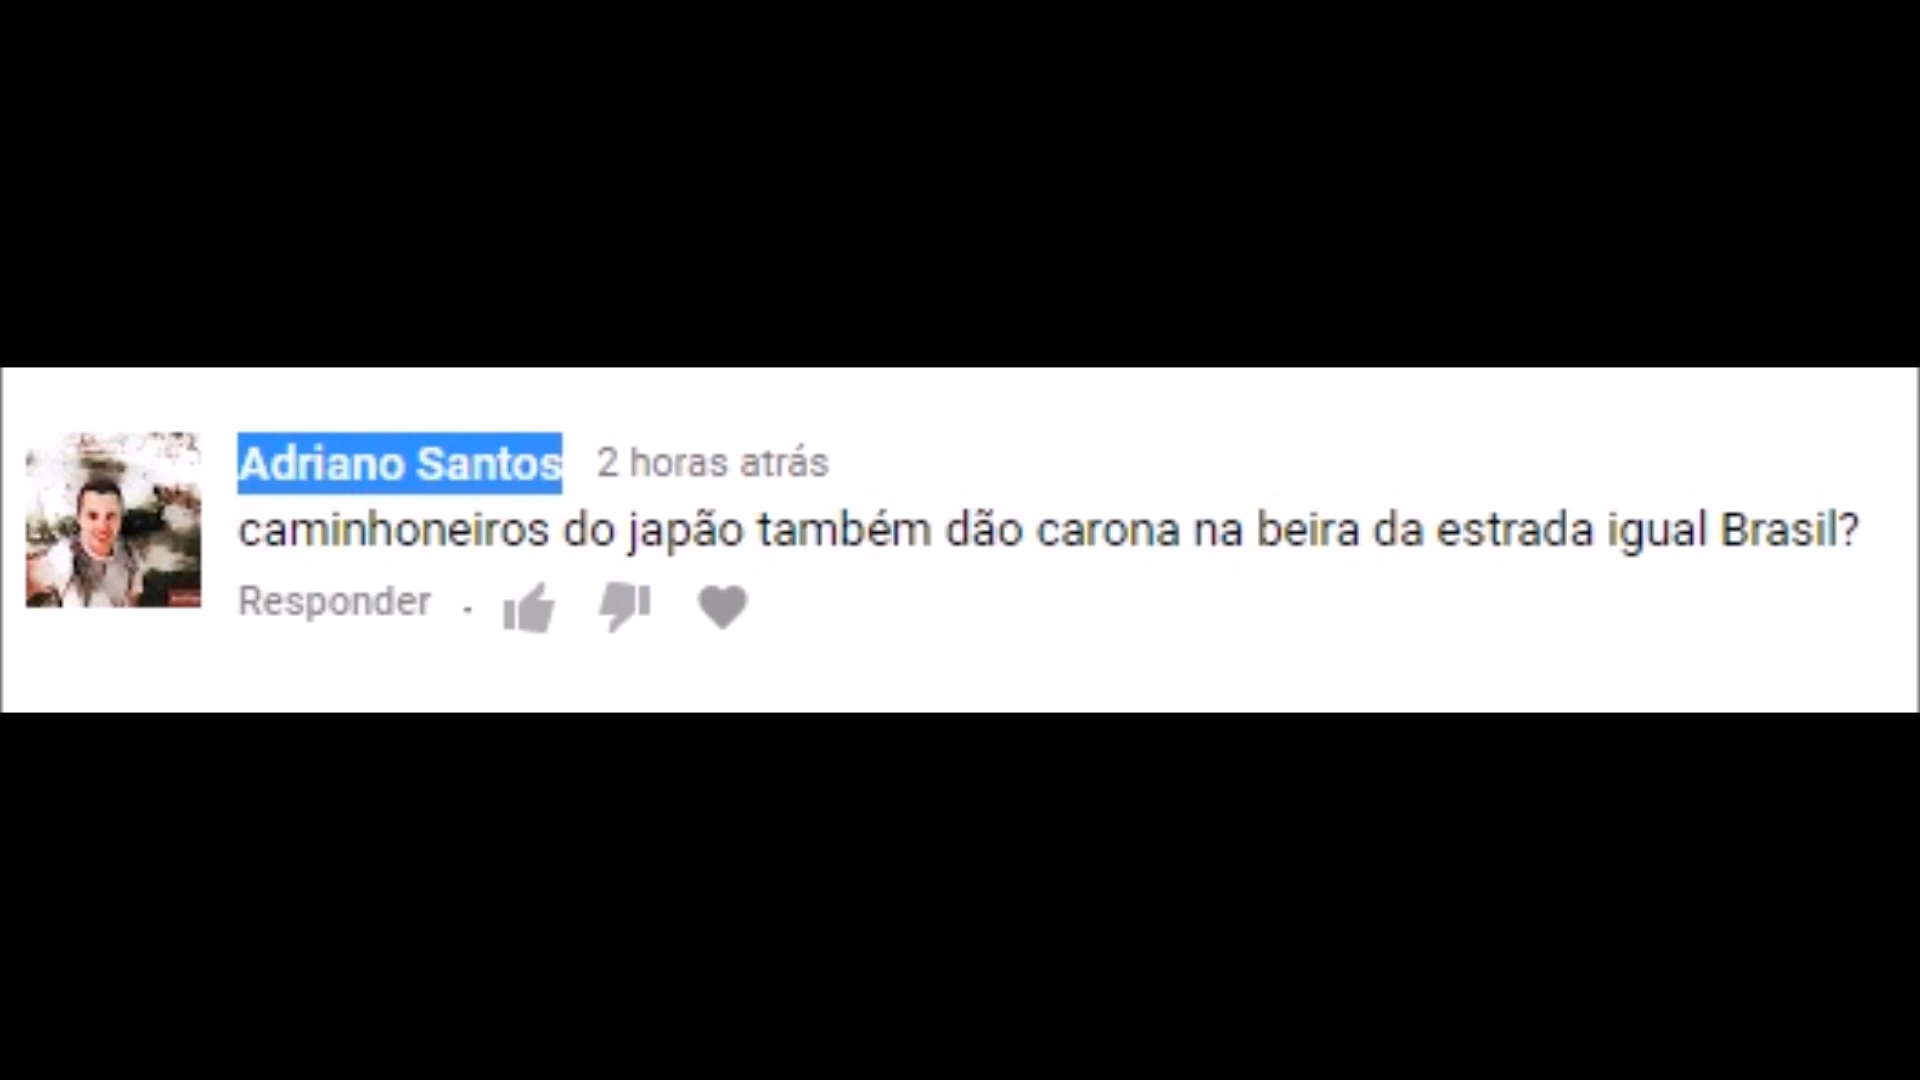 Adriano Santos 2 horas atrás
caminhoneiros do japão também dão carona na beira da estrada igual Brasil?
Responder .